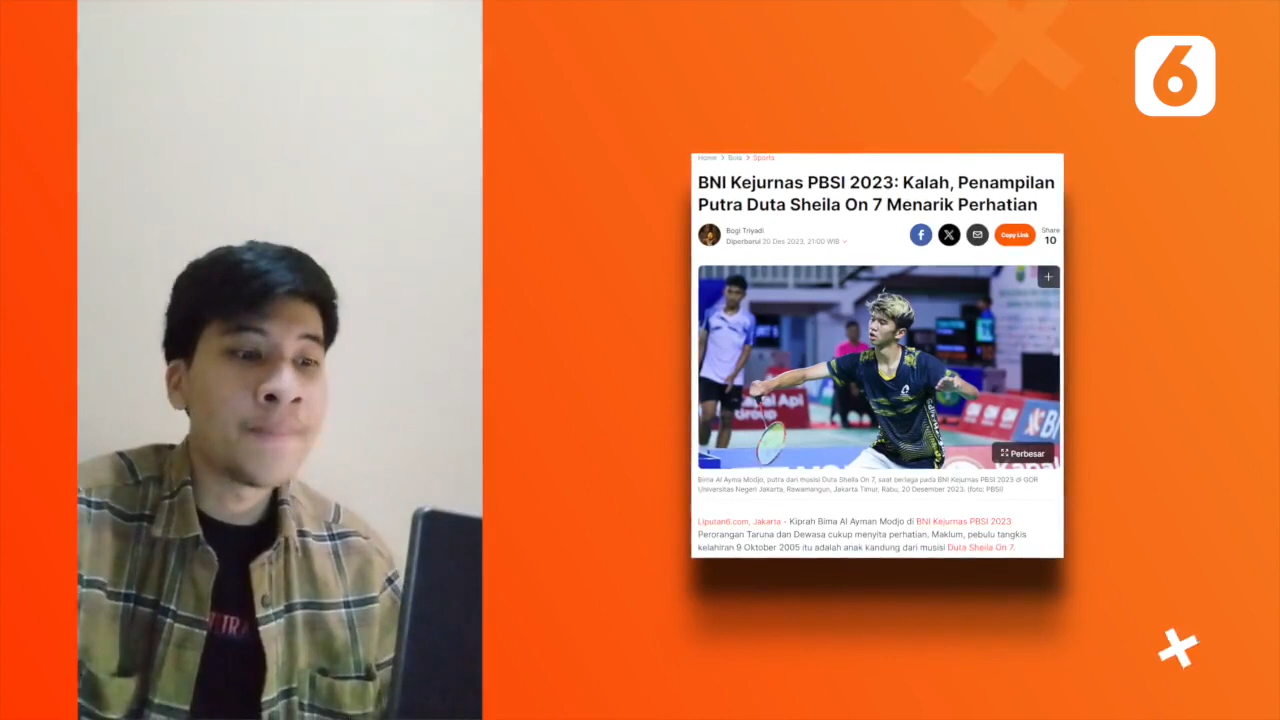 6
Home > Bola > Sports
BNI Kejurnas PBSI 2023: Kalah, Penampilan
Putra Duta Sheila On 7 Menarik Perhatian
Bogi Triyadi
Diperbarui 20 Des 2023, 21:00 WIB
Copy Link
Share
10
Kapal Api
Group
Perbesar
Bima Al Ayma Modjo, putra dari musisi Duta Sheila On 7, saat berlaga pada BNI Kejurnas PBSI 2023 di GOR
Universitas Negeri Jakarta, Rawamangun, Jakarta Timur, Rabu, 20 Desember 2023. (foto: PBSI)
Liputan6.com, Jakarta - Kiprah Bima Al Ayman Modjo di BNI Kejurnas PBSI 2023
Perorangan Taruna dan Dewasa cukup menyita perhatian. Maklum, pebulu tangkis
kelahiran 9 Oktober 2005 itu adalah anak kandung dari musisi Duta Sheila On 7.